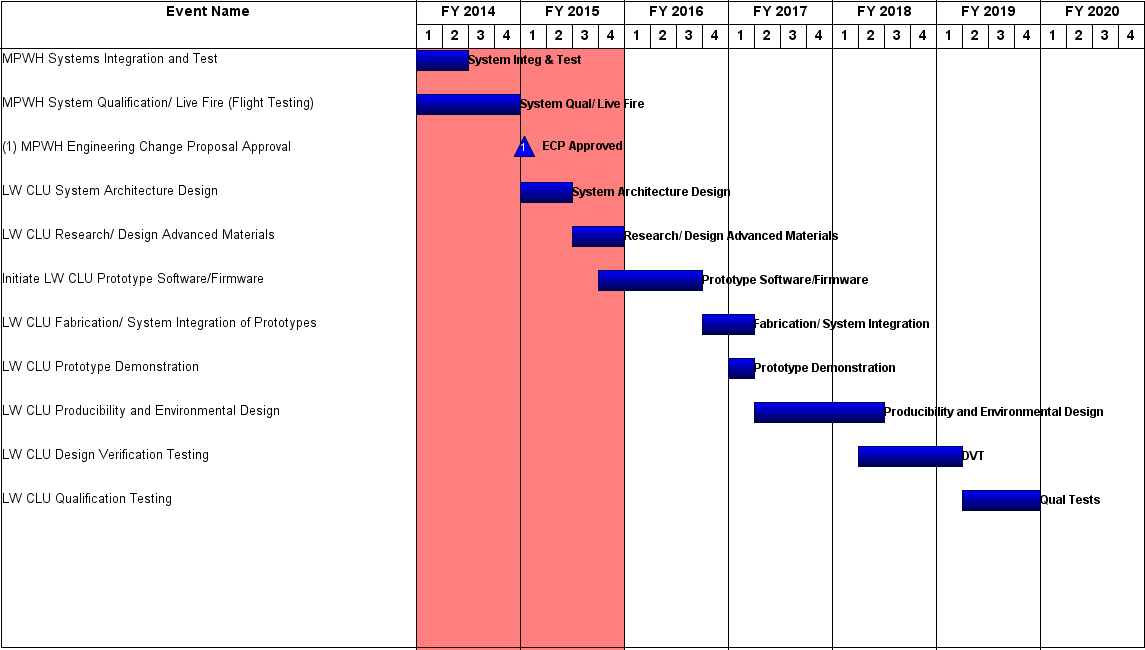 Event Name FY 2014 FY 2015 FY 2016 FY 2017 FY 2018 FY 2019 FY 2020
1 2 3 4 1 2 3 4 1 2 3 4 1 2 3 4 1 2 3 4 1 2 3 4 1 2 3 4
MPWH Systems Integration and Test System Integ & Test
MPWH System Qualification/ Live Fire (Flight Testing) System Qual/ Live Fire
(1) MPWH Engineering Change Proposal Approval 1 ECP Approved
LW CLU System Architecture Design System Architecture Design
LW CLU Research/ Design Advanced Materials Research/ Design Advanced Materials
Initiate LW CLU Prototype Software/Firmware Prototype Software/Firmware
LW CLU Fabrication/ System Integration of Prototypes Fabrication/ System Integration
LW CLU Prototype Demonstration Prototype Demonstration
LW CLU Producibility and Environmental Design Producibility and Environmental Design
LW CLU Design Verification Testing DVT
LW CLU Qualification Testing Qual Tests